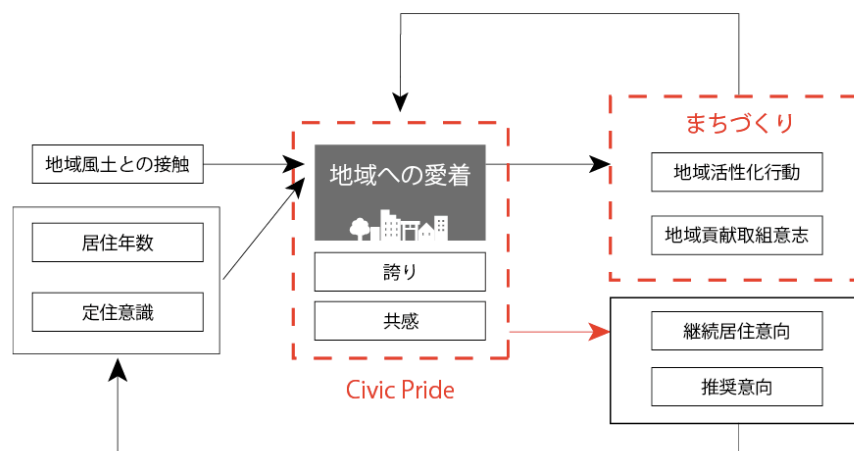 地域風土との接触
居住年数
定住意識
地域への愛着
誇り
共感
Civic Pride
まちづくり
地域活性化行動
地域貢献取組意志
継続居住意向
推奨意向